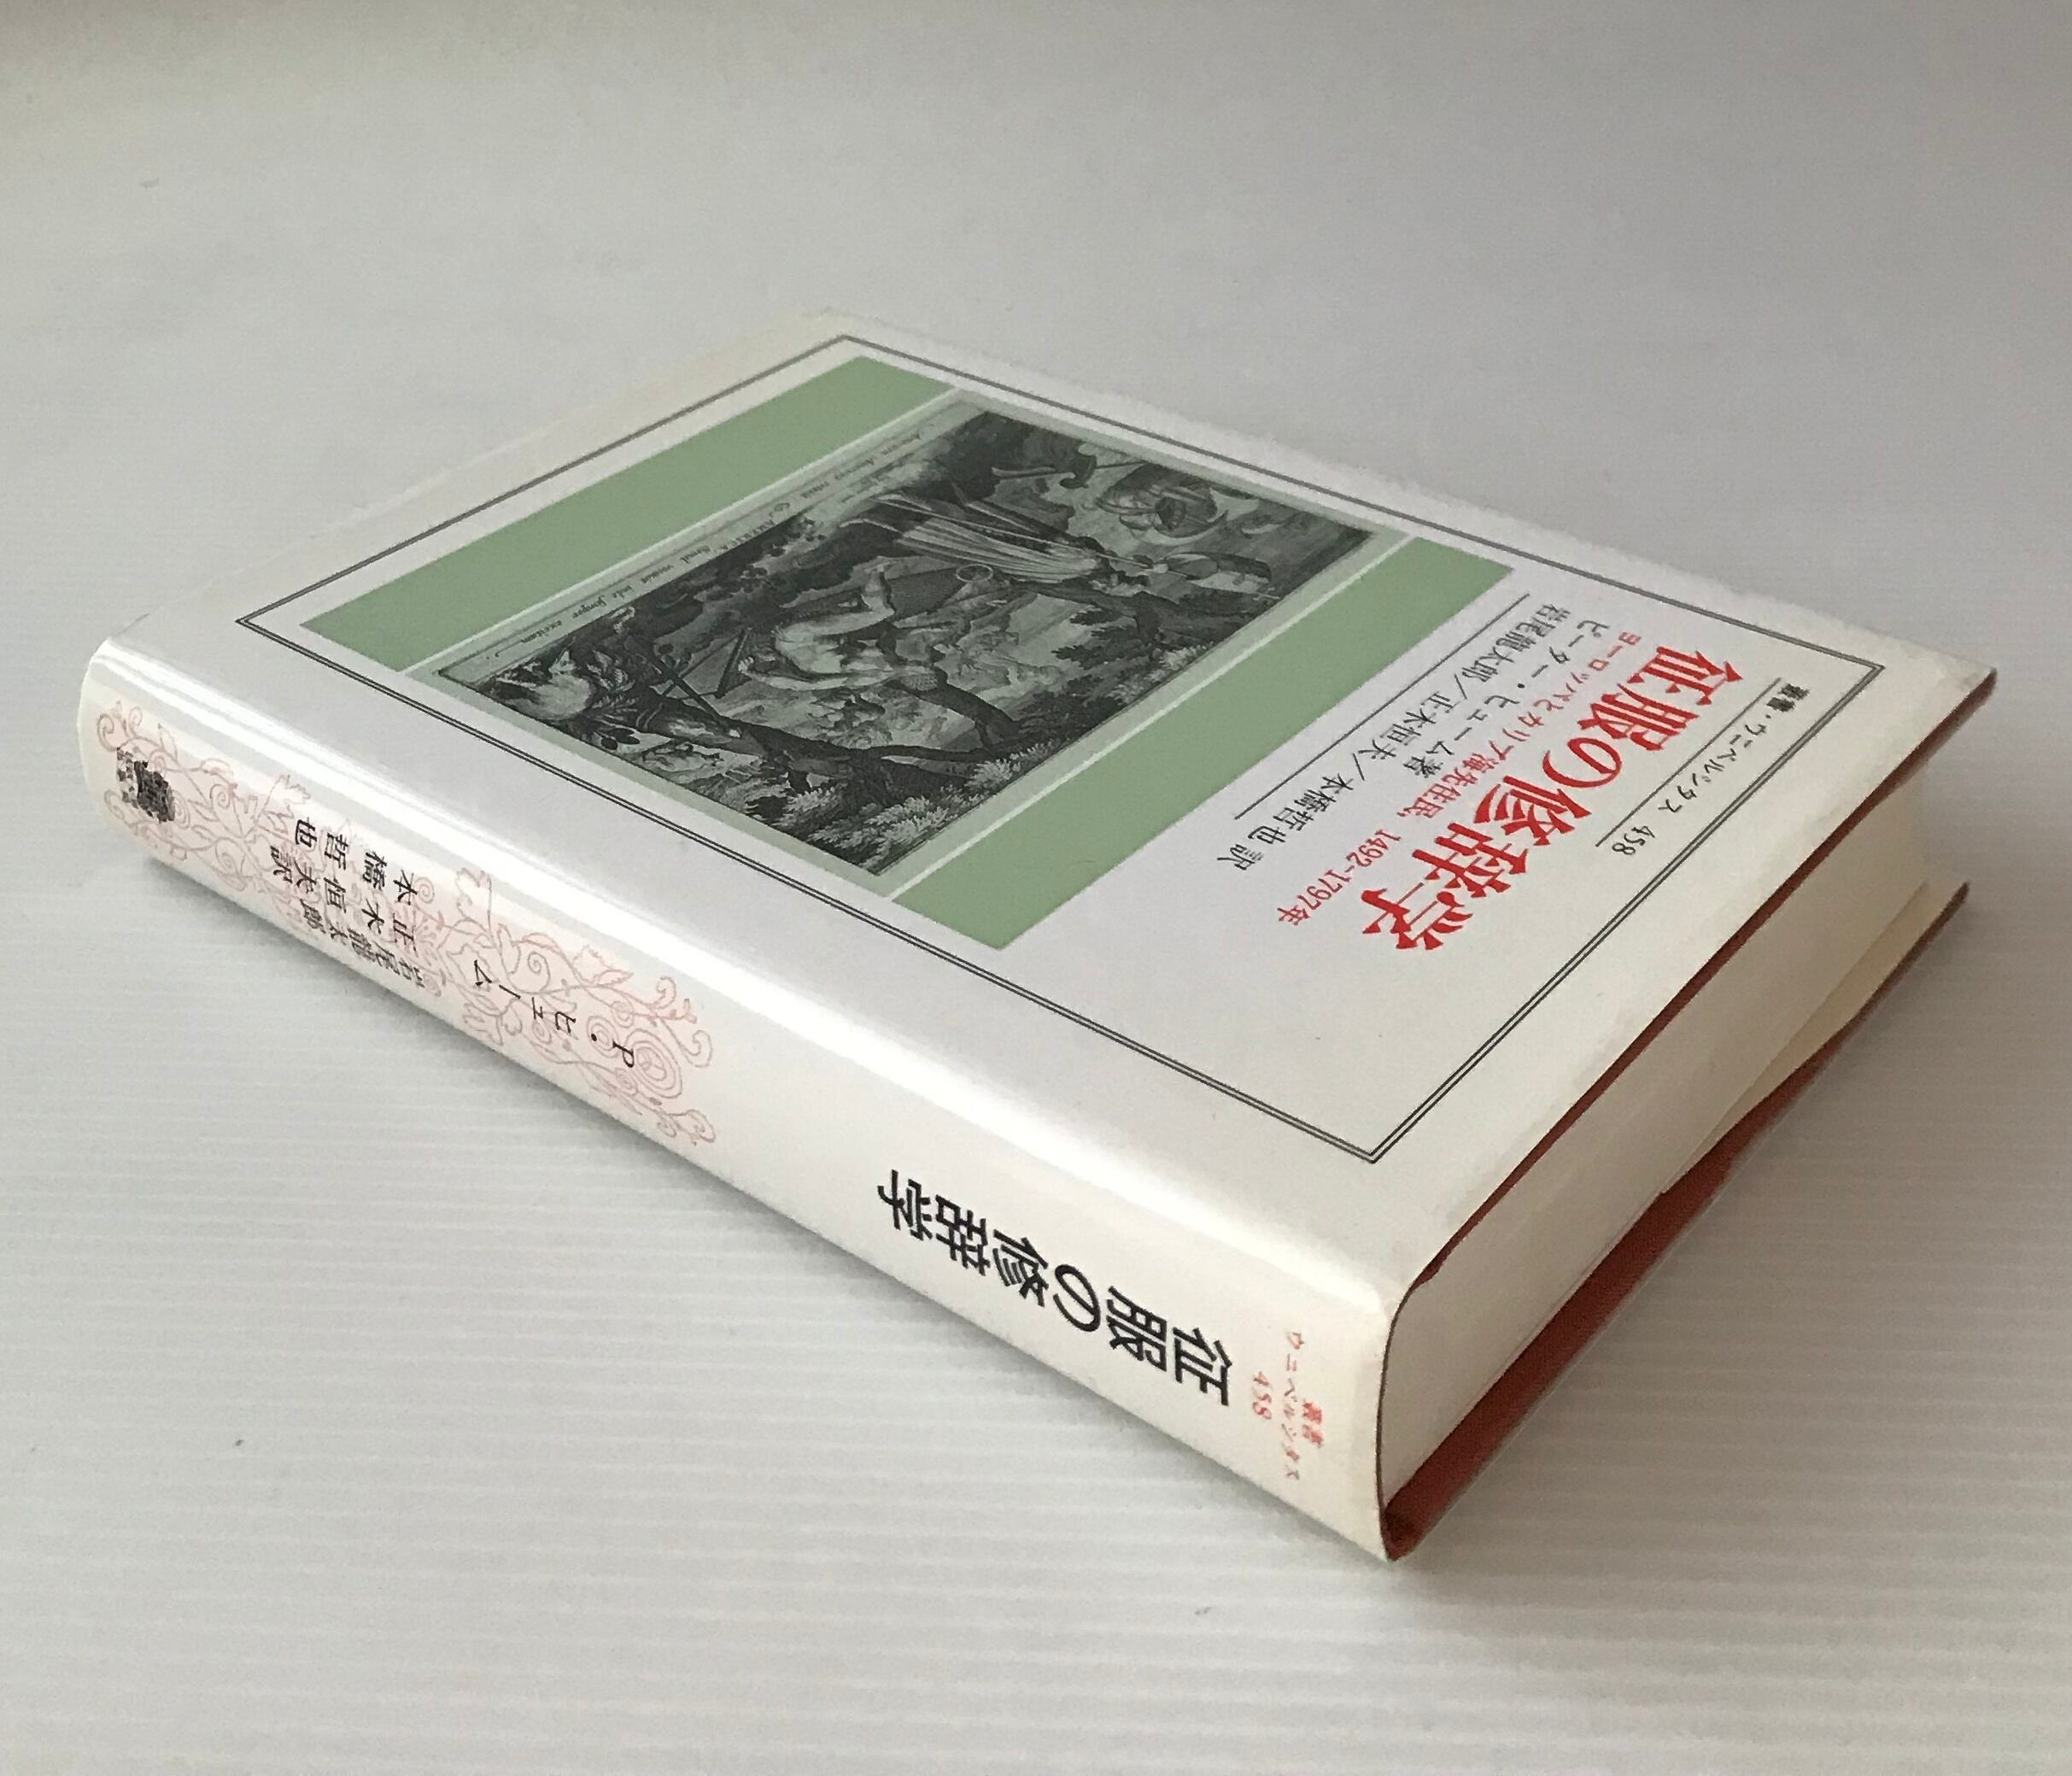 叢書・ウニベルシタス 458
征服の修辞学
ヨーロッパとカリブ海先住民，1492-1797年
ピーター・ヒューム著
岩尾龍太郎／正木恒夫／本橋哲也 訳
叢書
ウニベルシタス
458
征服の修辞学
P. ヒューム
岩尾龍太郎
正木恒夫訳
本橋哲也